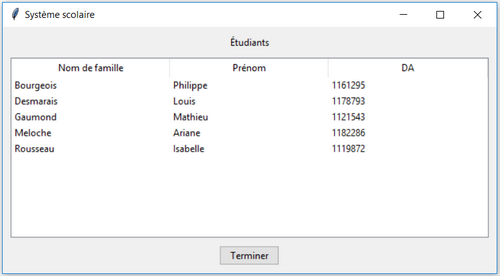 Système scolaire
Étudiants
Nom de famille Prénom DA
Bourgeois Philippe 1161295
Desmarais Louis 1178793
Gaumond Mathieu 1121543
Meloche Ariane 1182286
Rousseau Isabelle 1119872
Terminer